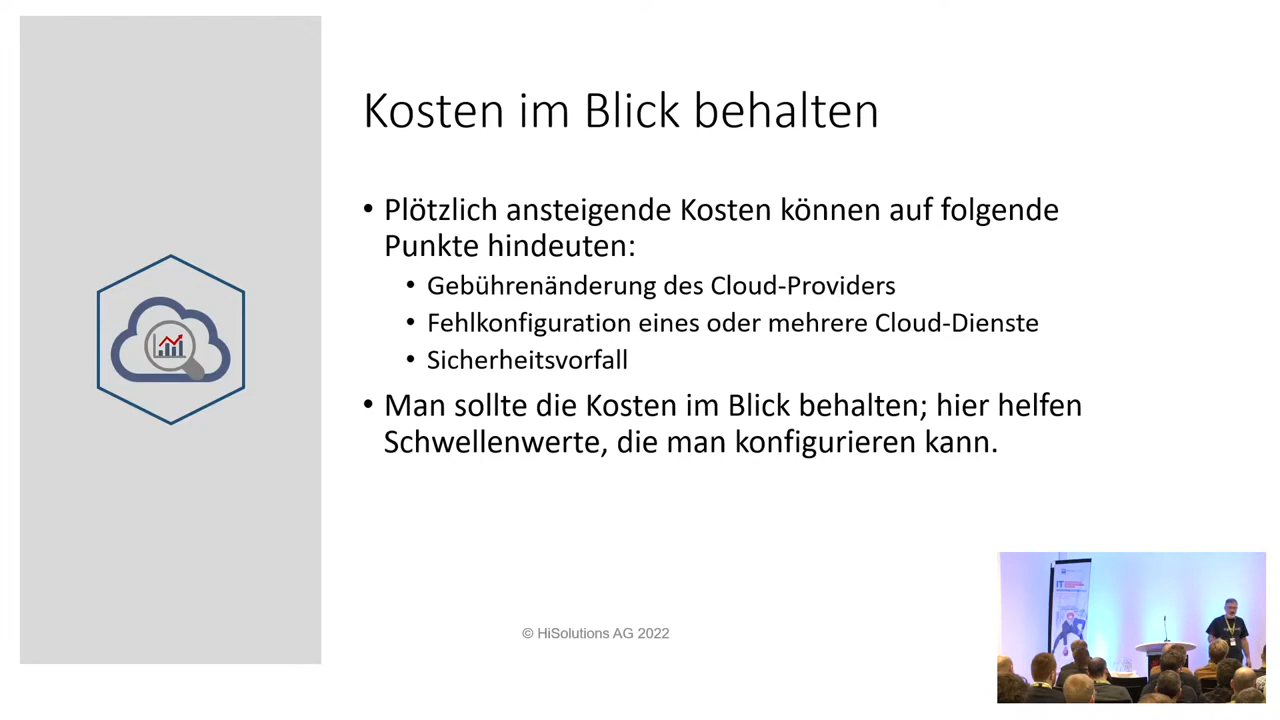 Kosten im Blick behalten
• Plötzlich ansteigende Kosten können auf folgende
Punkte hindeuten:
• Gebührenänderung des Cloud-Providers
• Fehlkonfiguration eines oder mehrere Cloud-Dienste
• Sicherheitsvorfall
• Man sollte die Kosten im Blick behalten; hier helfen
Schwellenwerte, die man konfigurieren kann.
© HiSolutions AG 2022
IT